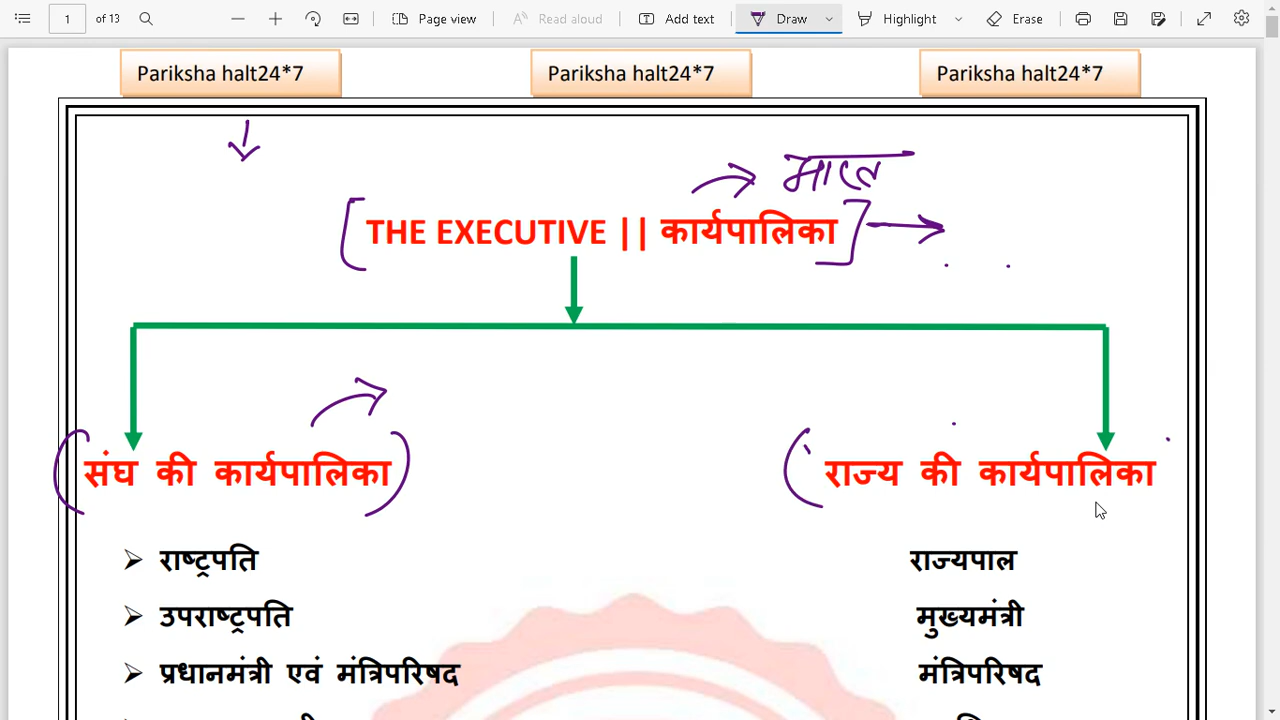 1 of 13 Page view Read aloud Add text Draw Highlight Erase
Pariksha halt24*7 Pariksha halt24*7 Pariksha halt24*7
भारत
THE EXECUTIVE || कार्यपालिका
संघ की कार्यपालिका राज्य की कार्यपालिका
राष्ट्रपति राज्यपाल
उपराष्ट्रपति मुख्यमंत्री
प्रधानमंत्री एवं मंत्रिपरिषद मंत्रिपरिषद